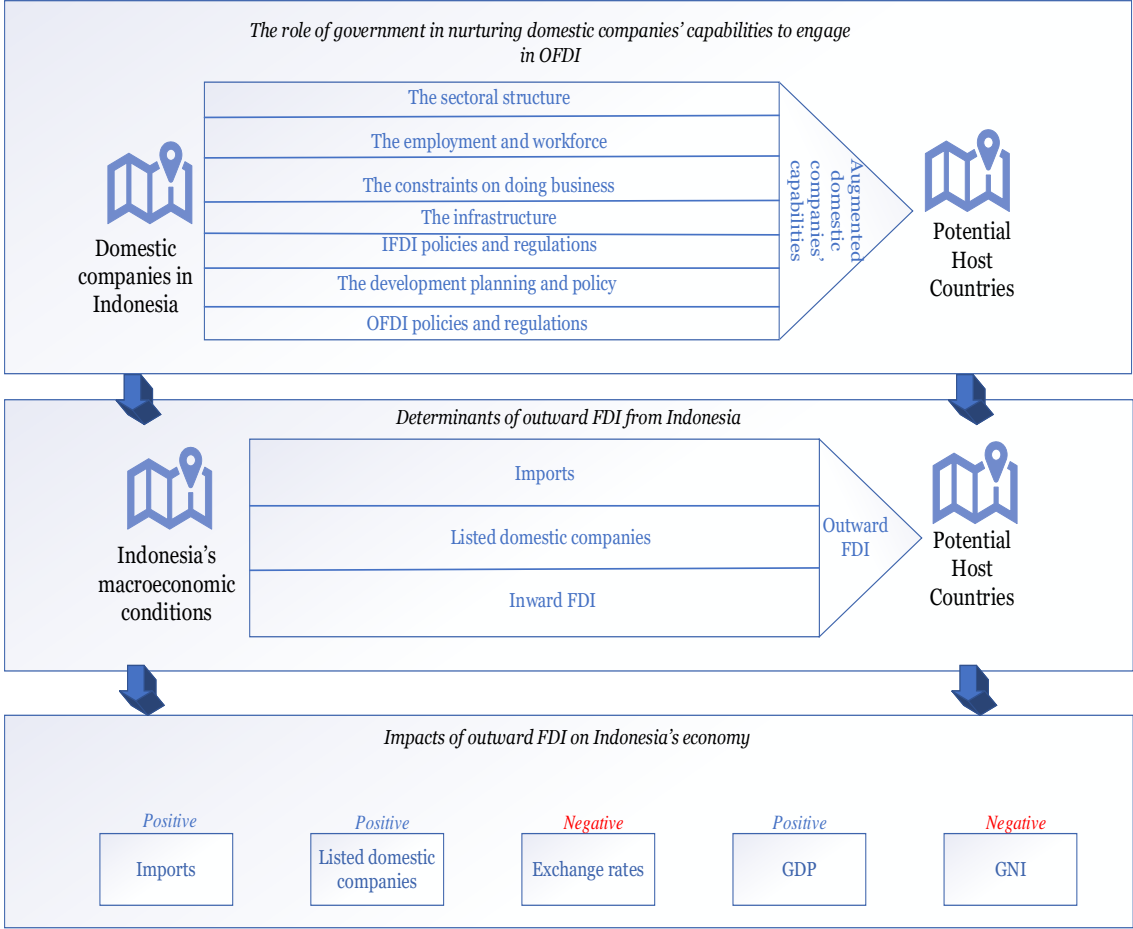 The role of government in nurturing domestic companies' capabilities to engage
in OFDI
The sectoral structure
The employment and workforce
The constraints on doing business
The infrastructure
IFDI policies and regulations
The development planning and policy
OFDI policies and regulations
Augmented
domestic
companies'
capabilities
Domestic
companies in
Indonesia
Potential
Host
Countries
Determinants of outward FDI from Indonesia
Imports
Listed domestic companies
Inward FDI
Outward
FDI
Indonesia's
macroeconomic
conditions
Potential
Host
Countries
Impacts of outward FDI on Indonesia's economy
Positive
Imports
Positive
Listed domestic
companies
Negative
Exchange rates
Positive
GDP
Negative
GNI